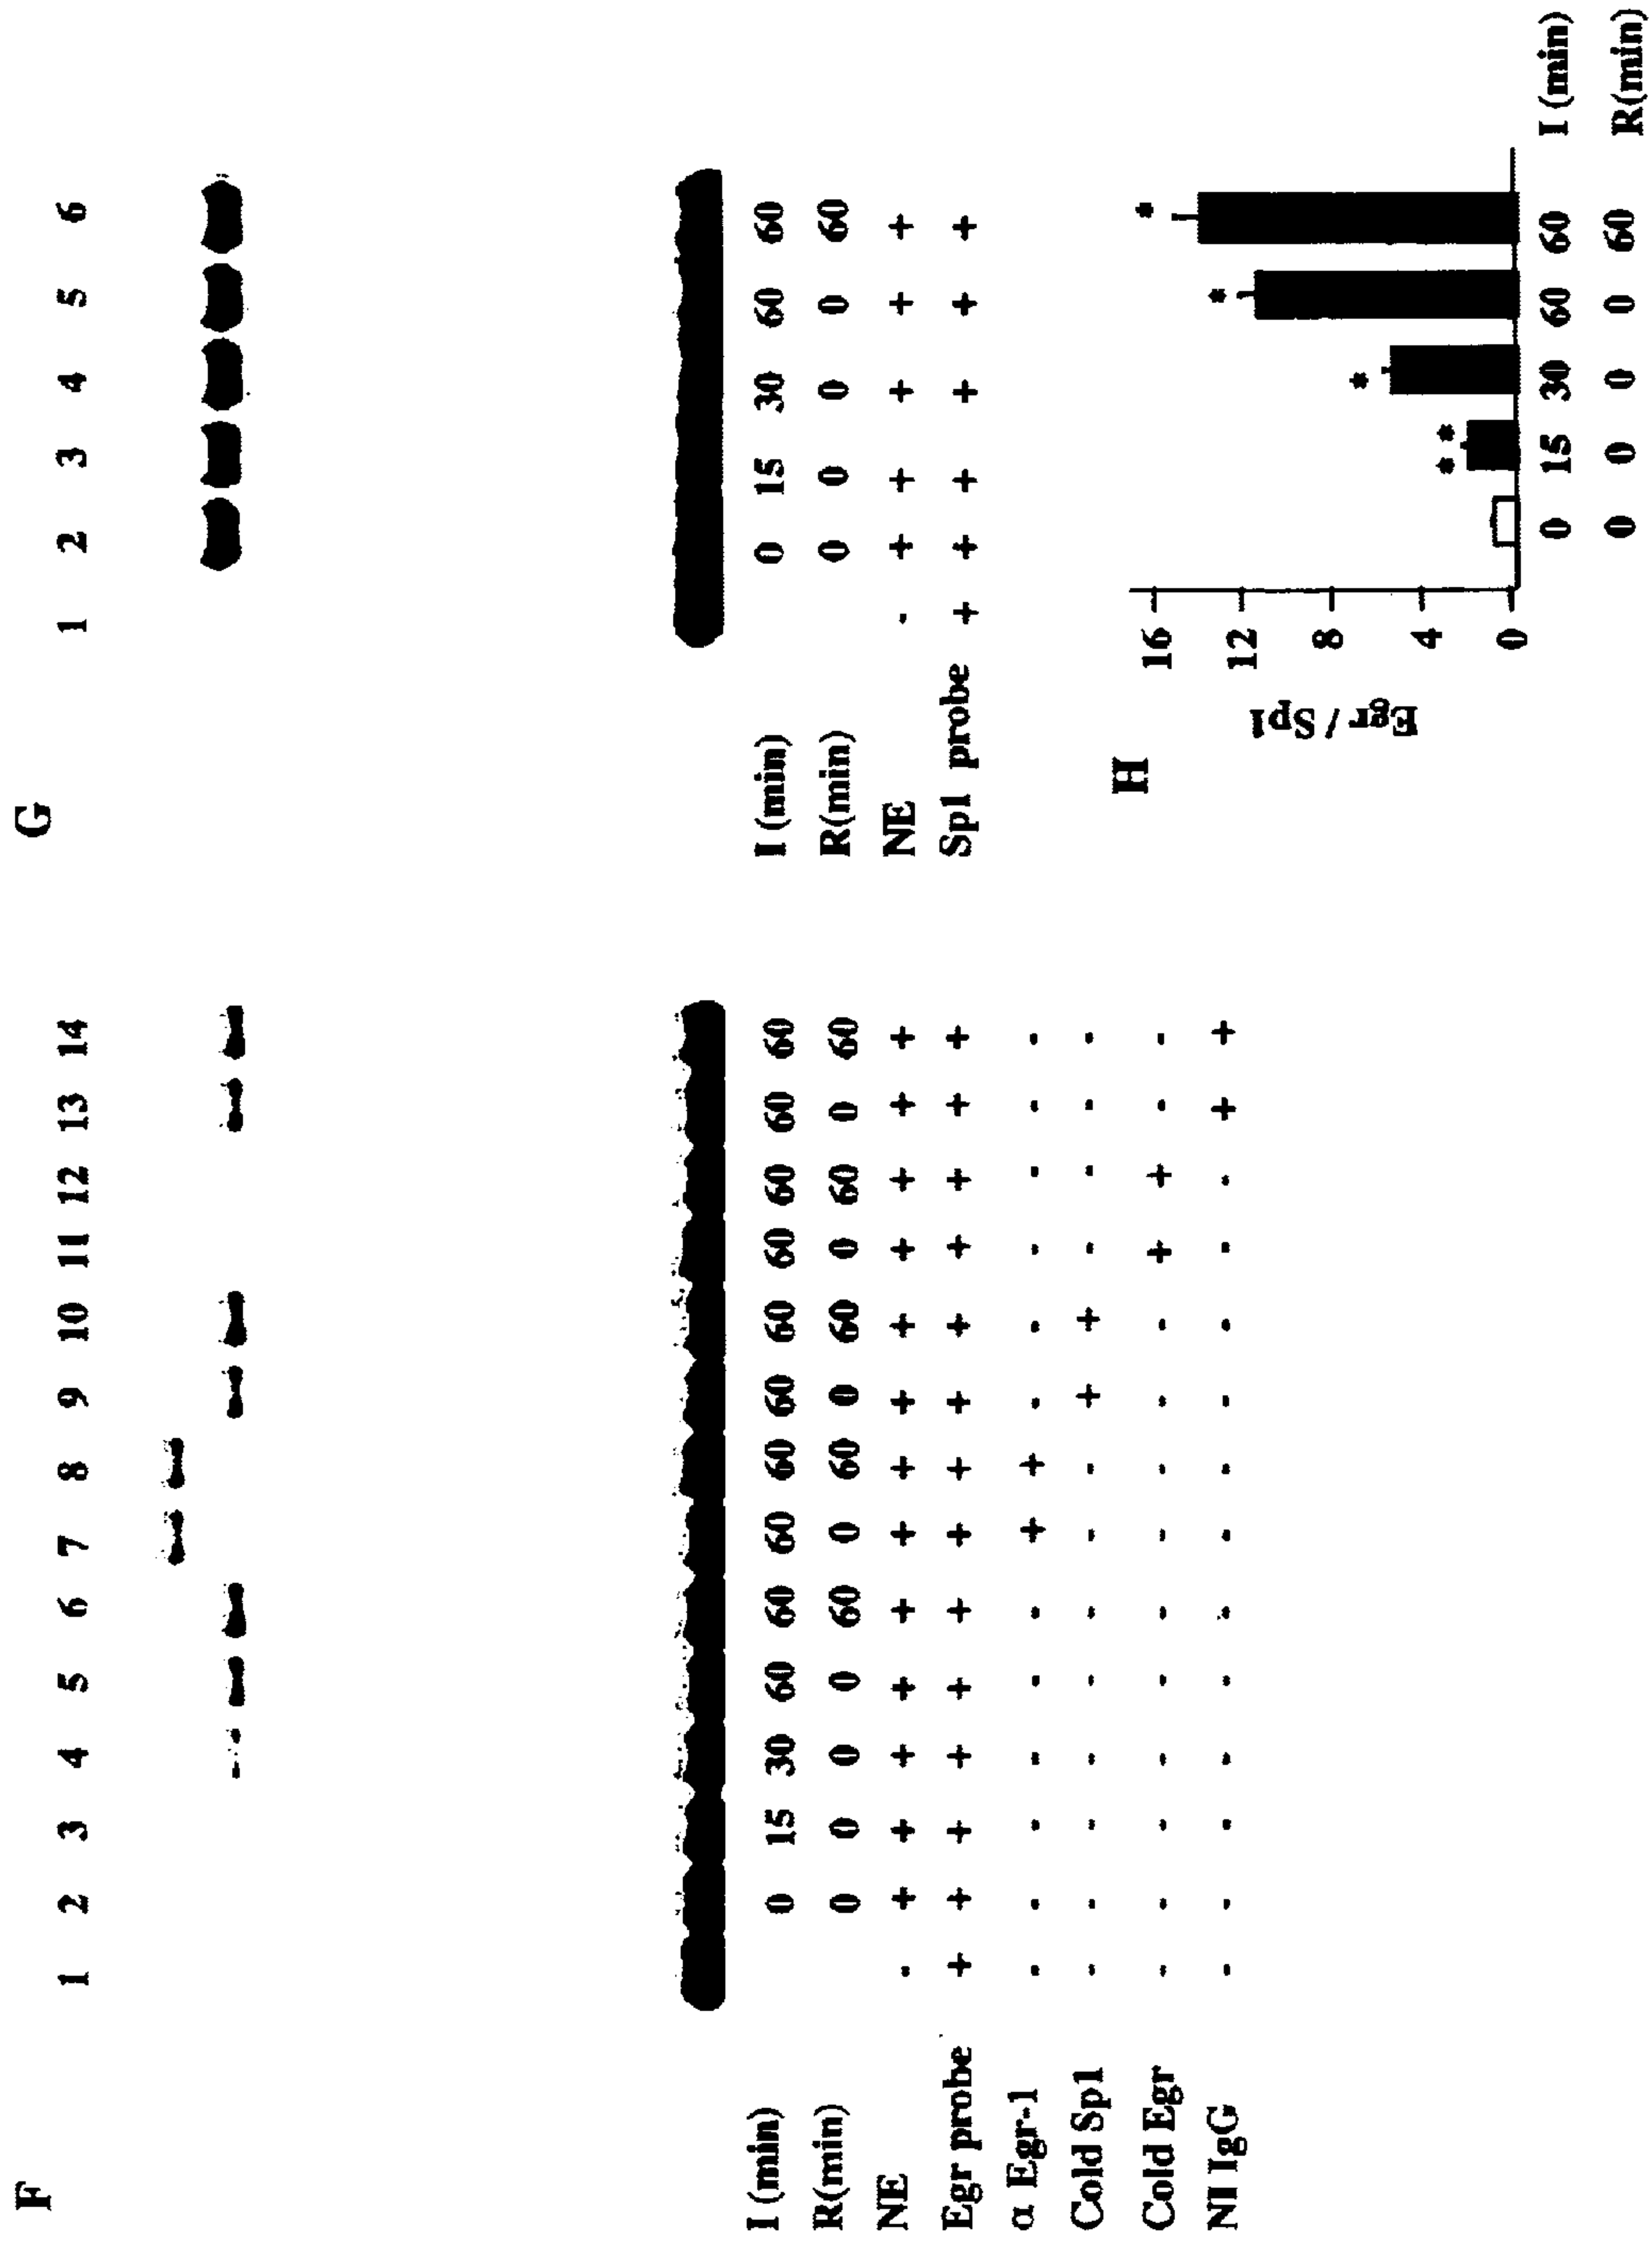 F
1 2 3 4 5 6 7 8 9 10 11 12 13 14
I (min) 0 15 30 60 60 60 60 60 60 60 60 60 60
R(min) 0 0 0 0 60 0 60 0 60 0 60 0 60
NE - + + + + + + + + + + + + +
Egr probe + + + + + + + + + + + + + +
α Egr-1 - - - - - - + + - - - - - -
Cold Sp1 - - - - - - - - + + - - - -
Cold Egr - - - - - - - - - - + + - -
NI IgG - - - - - - - - - - - - + +
G
1 2 3 4 5 6
I (min) 0 15 30 60 60
R(min) 0 0 0 0 60
NE - + + + + +
Sp1 probe + + + + + +
H
Egr / Sp1
16
12
8
4
0
* * * * *
0 15 30 60 60 I (min)
0 0 0 0 60 R(min)